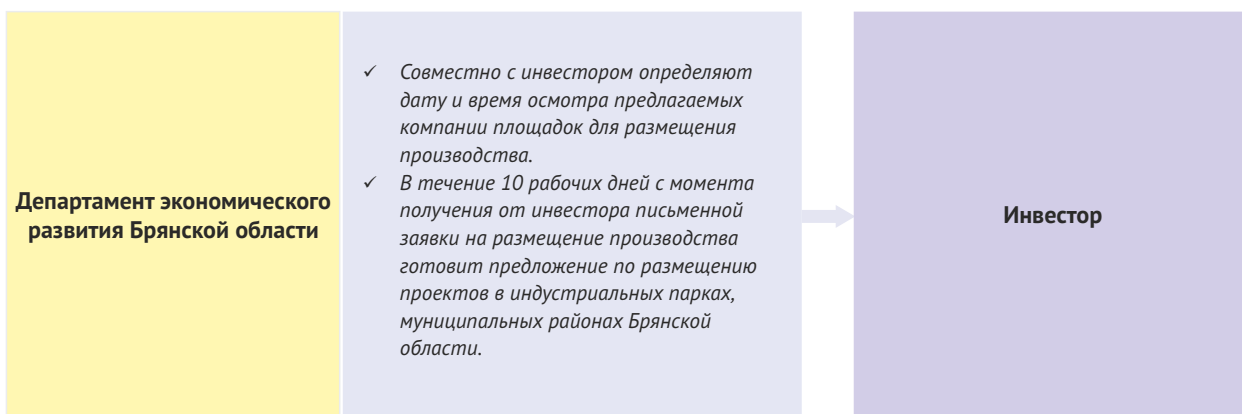 Департамент экономического
развития Брянской области
✓ Совместно с инвестором определяют
дату и время осмотра предлагаемых
компании площадок для размещения
производства.
✓ В течение 10 рабочих дней с момента
получения от инвестора письменной
заявки на размещение производства
готовит предложение по размещению
проектов в индустриальных парках,
муниципальных районах Брянской
области.
Инвестор